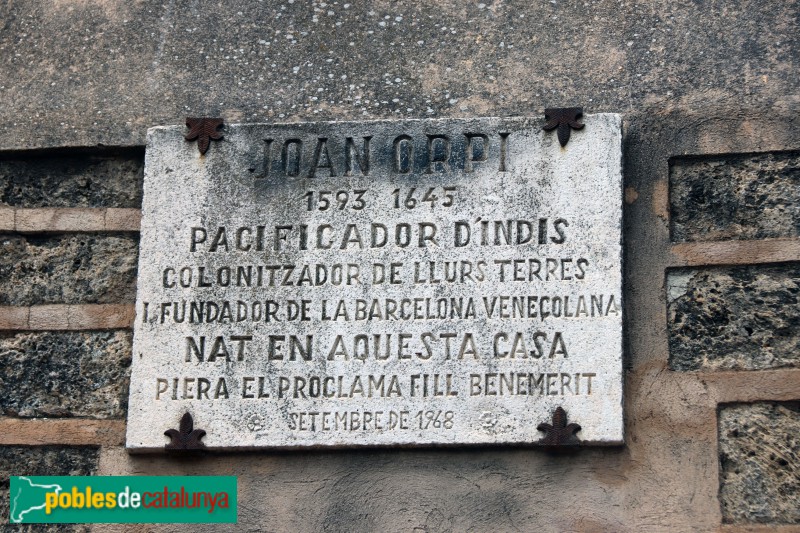 JOAN ORPI
1593 1645
PACIFICADOR D'INDIS
COLONITZADOR DE LLURS TERRES
I FUNDADOR DE LA BARCELONA VENEÇOLANA
NAT EN AQUESTA CASA
PIERA EL PROCLAMA FILL BENEMERIT
SETEMBRE DE 1968
poblesdecatalunya